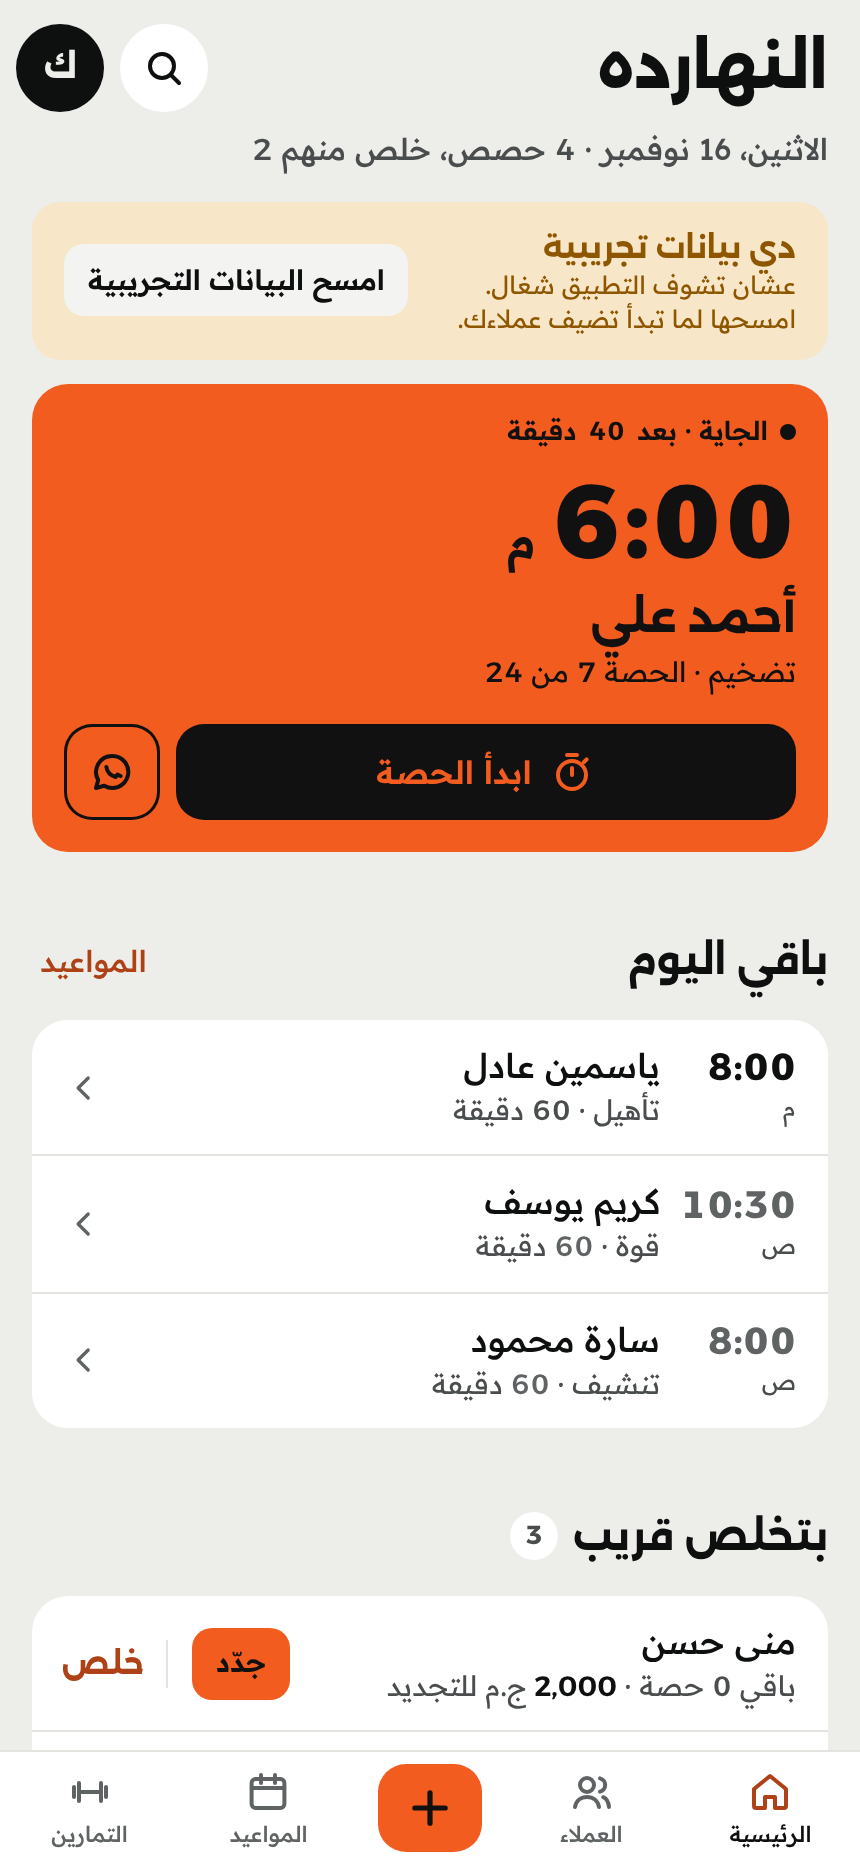 النهارده
ك
الاثنين، 16 نوفمبر · 4 حصص، خلص منهم 2
دي بيانات تجريبية
عشان تشوف التطبيق شغال.
امسحها لما تبدأ تضيف عملاءك.
امسح البيانات التجريبية
الجاية · بعد 40 دقيقة
6:00 م
أحمد علي
تضخيم · الحصة 7 من 24
ابدأ الحصة
باقي اليوم
المواعيد
8:00 م
ياسمين عادل
تأهيل · 60 دقيقة
10:30 ص
كريم يوسف
قوة · 60 دقيقة
8:00 ص
سارة محمود
تنشيف · 60 دقيقة
بتخلص قريب 3
منى حسن
باقي 0 حصة · 2,000 ج.م للتجديد
جدّد
خلص
الرئيسية
العملاء
المواعيد
التمارين